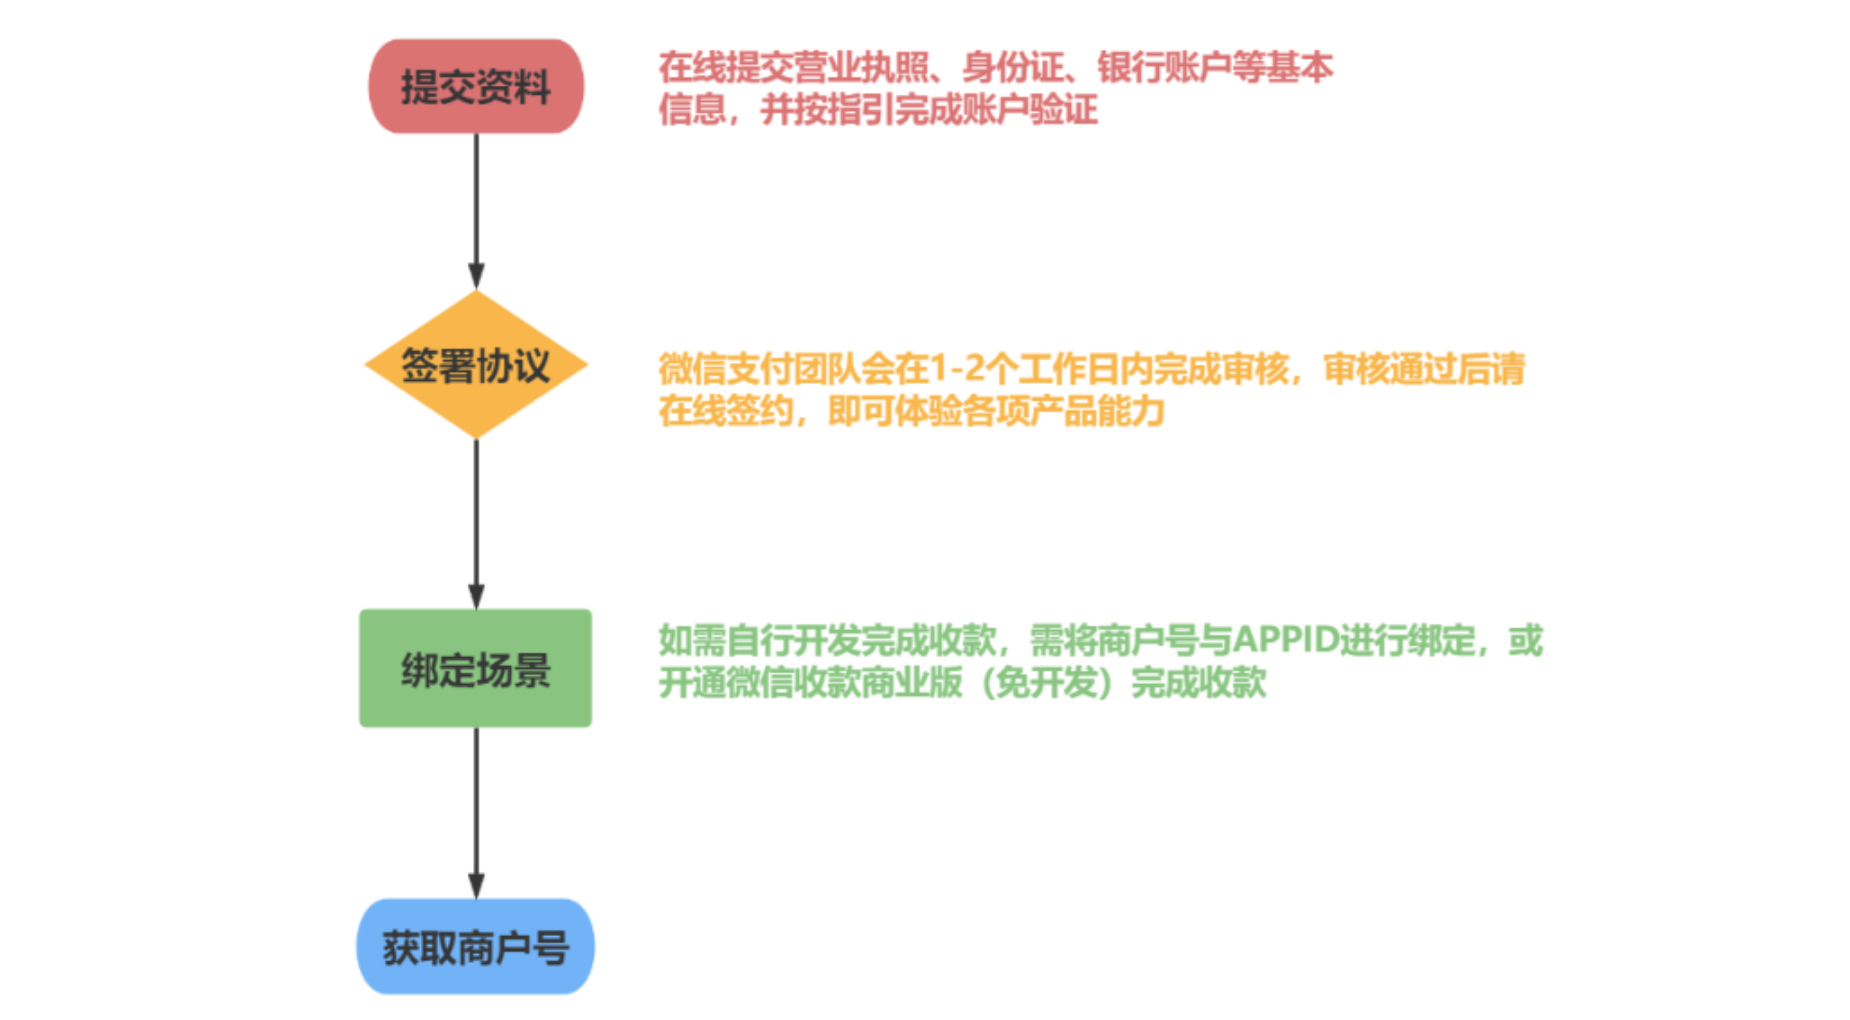 提交资料
在线提交营业执照、身份证、银行账户等基本
信息，并按指引完成账户验证
签署协议
微信支付团队会在1-2个工作日内完成审核，审核通过后请
在线签约，即可体验各项产品能力
绑定场景
如需自行开发完成收款，需将商户号与APPID进行绑定，或
开通微信收款商业版（免开发）完成收款
获取商户号